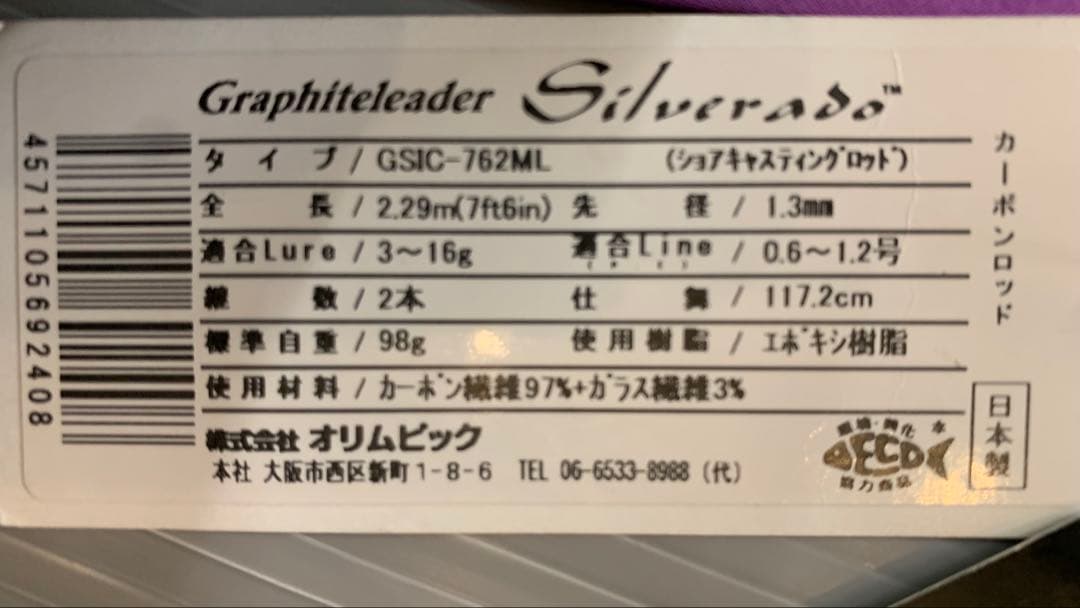 Graphiteleader Silverado™
タイプ / GSIC-762ML (ショアキャスティングロッド)
全長 / 2.29m(7ft6in) 先径 / 1.3mm
適合Lure / 3〜16g 適合Line / 0.6〜1.2号
継数 / 2本 仕舞 / 117.2cm
標準自重 / 98g 使用樹脂 / エポキシ樹脂
使用材料 / カーボン繊維97%+ガラス繊維3%
株式会社 オリムピック
本社 大阪市西区新町1-8-6 TEL 06-6533-8988 (代)
4571105692408
カーボンロッド
日本製
ECO
協力商品